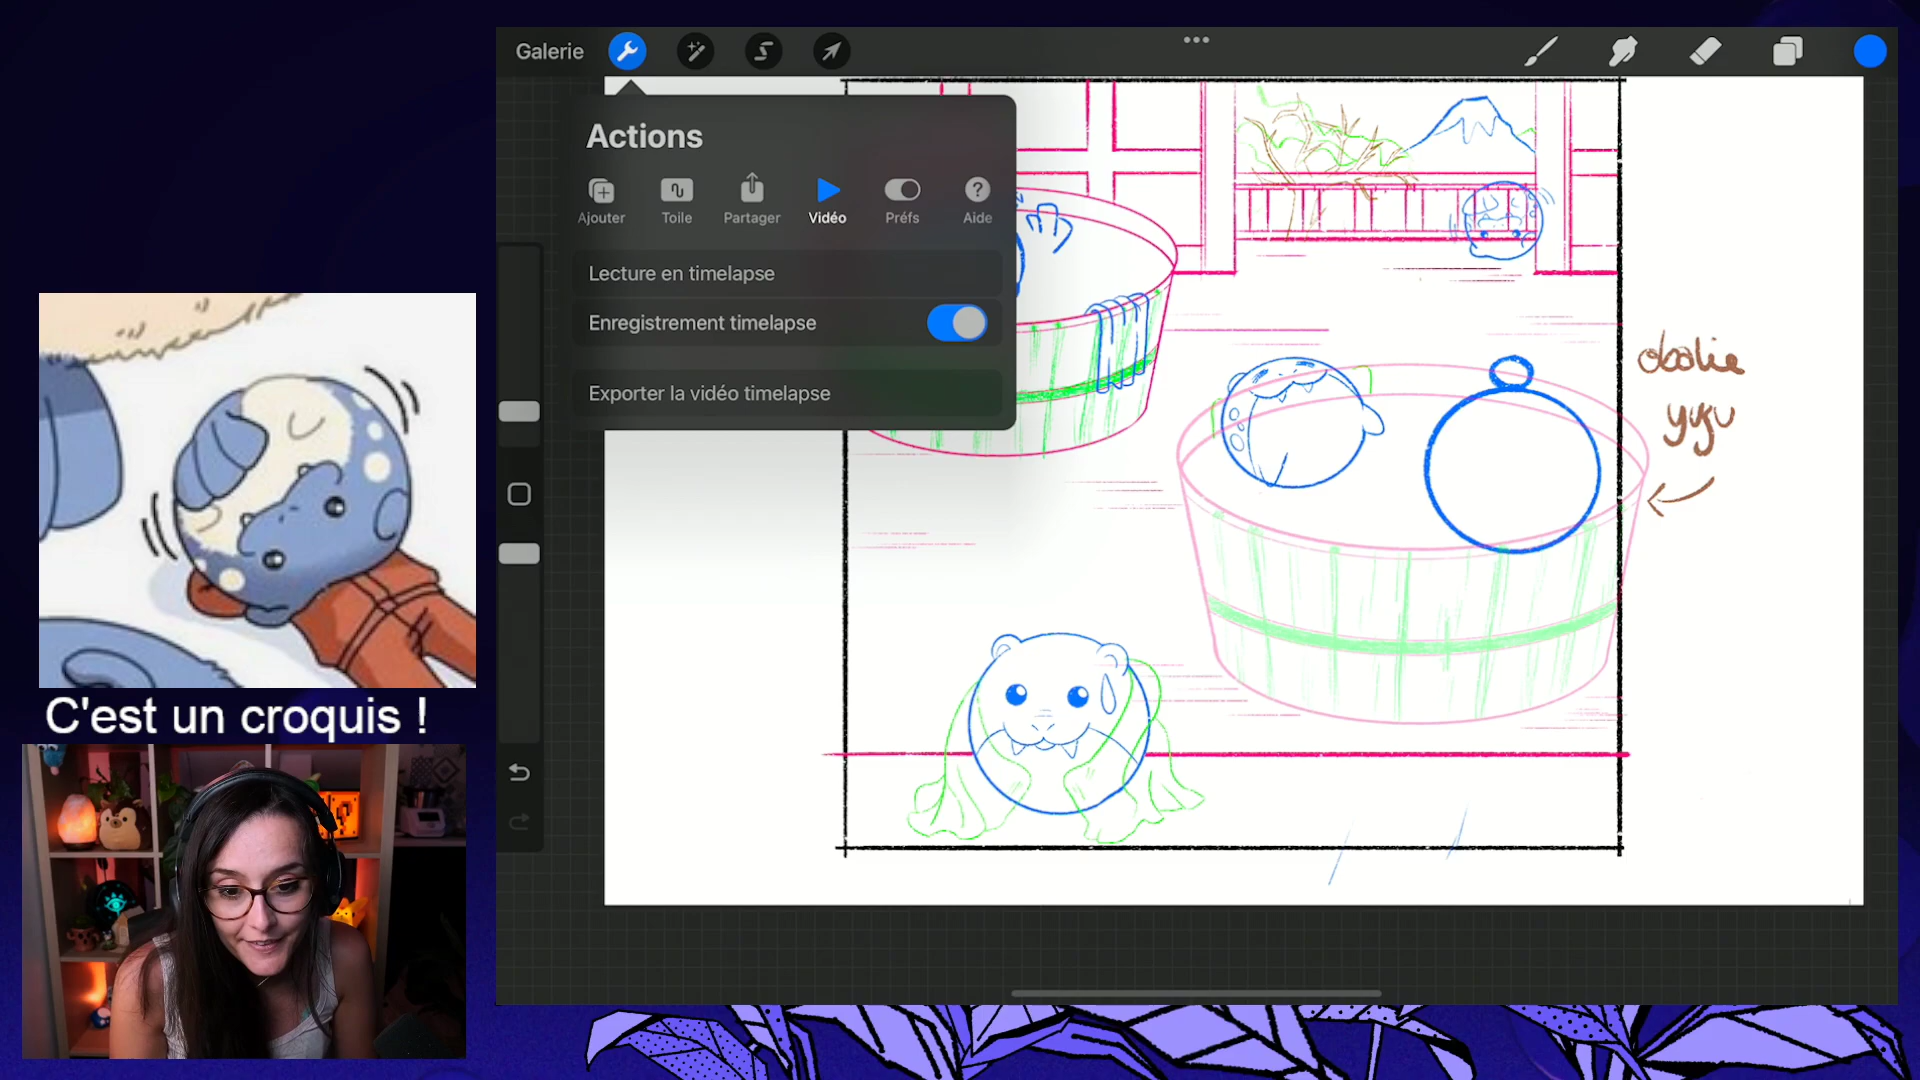 Galerie
Actions
Ajouter
Toile
Partager
Vidéo
Préfs
Aide
Lecture en timelapse
Enregistrement timelapse
Exporter la vidéo timelapse
yuzu
C'est un croquis !